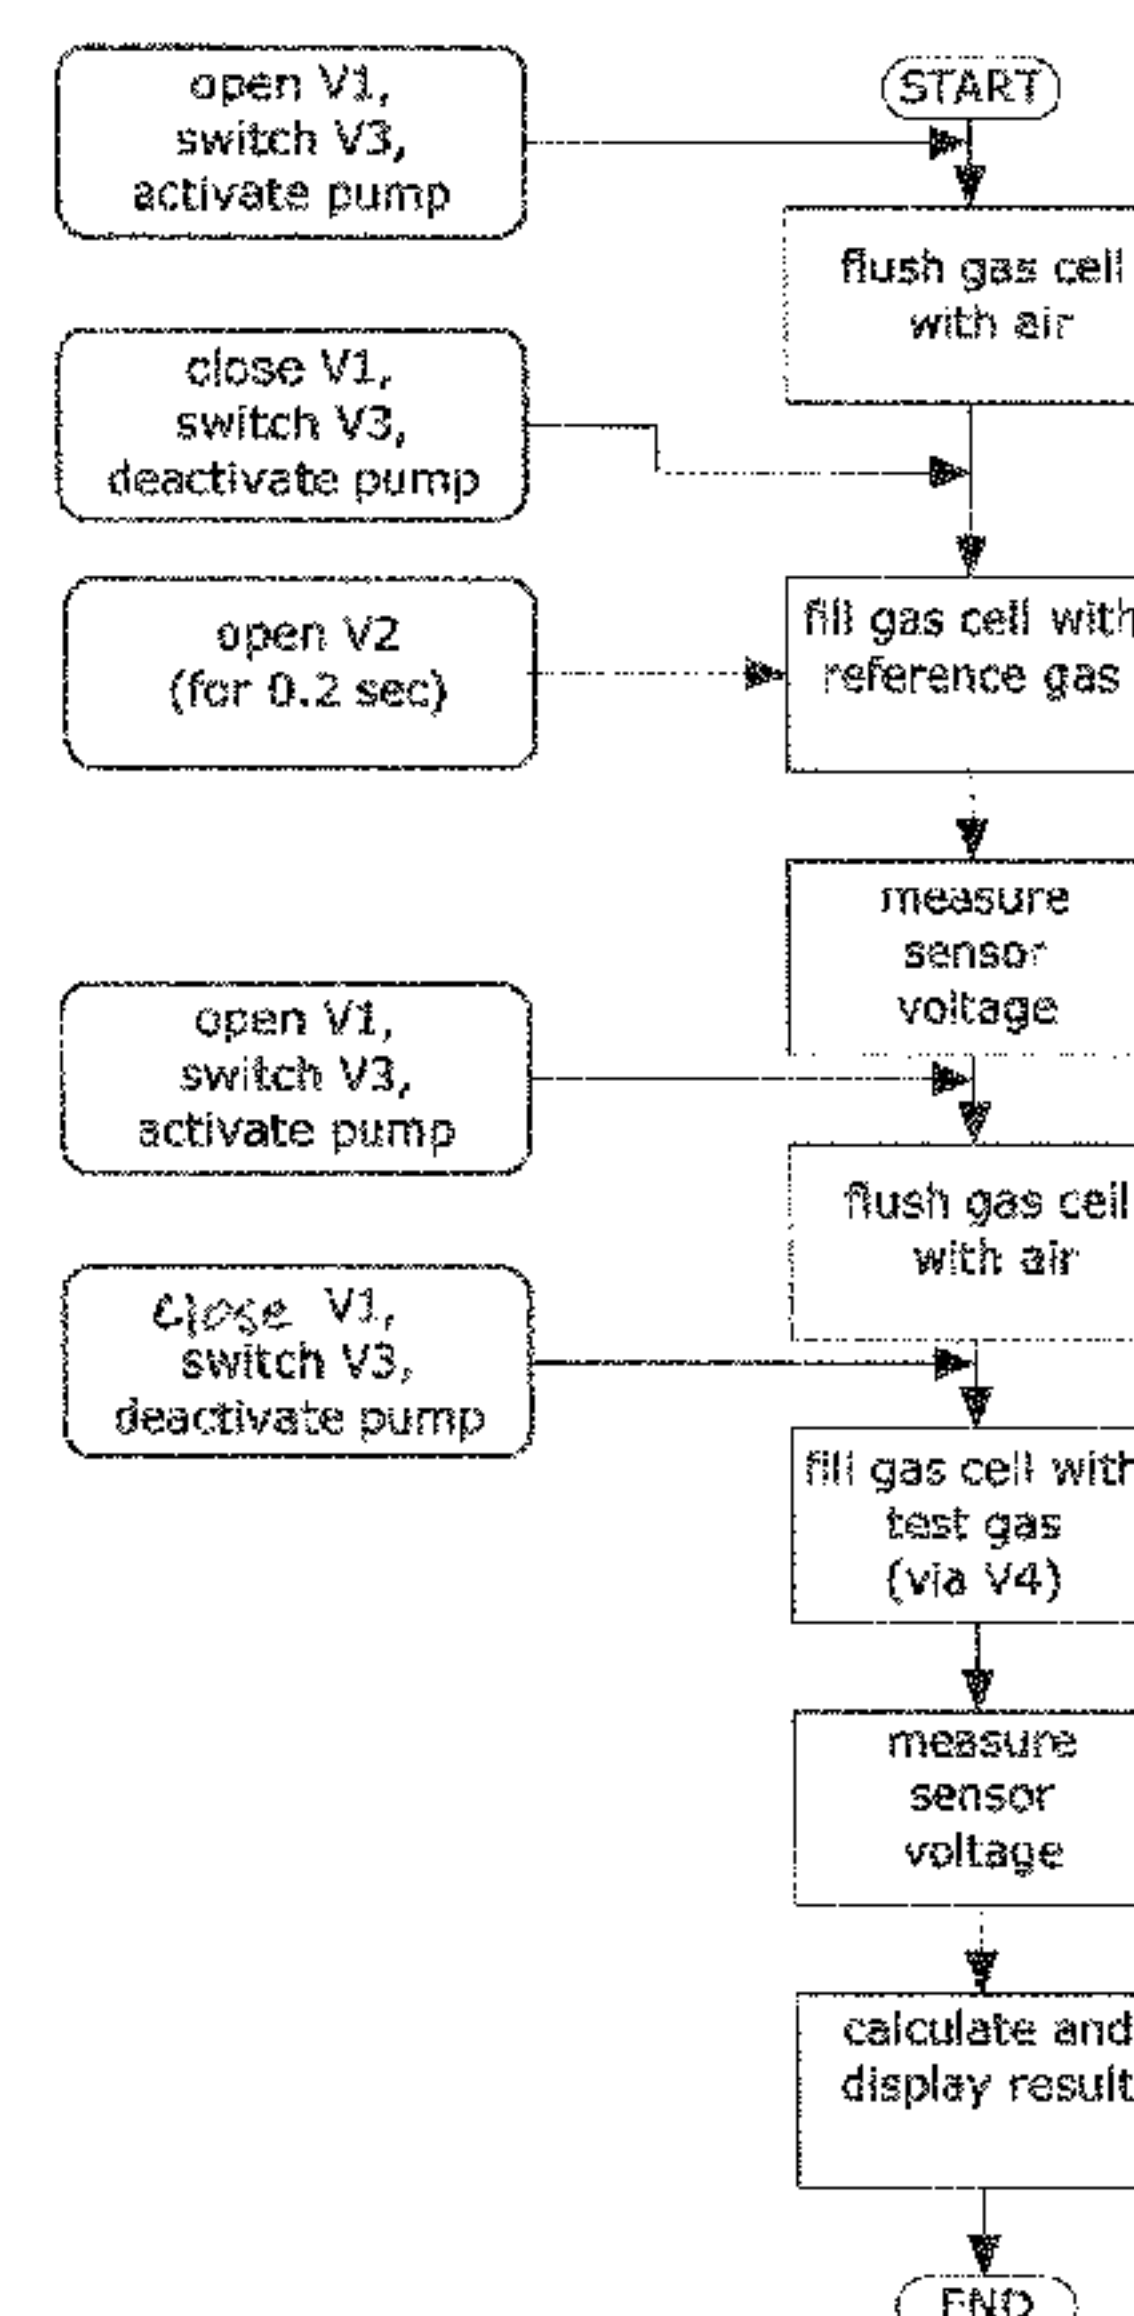 open V1,
switch V3,
activate pump
START
flush gas cell
with air
close V1,
switch V3,
deactivate pump
open V2
(for 0.2 sec)
fill gas cell with
reference gas
measure
sensor
voltage
open V1,
switch V3,
activate pump
flush gas cell
with air
Close V1,
switch V3,
deactivate pump
fill gas cell with
test gas
(via V4)
measure
sensor
voltage
calculate and
display result
END